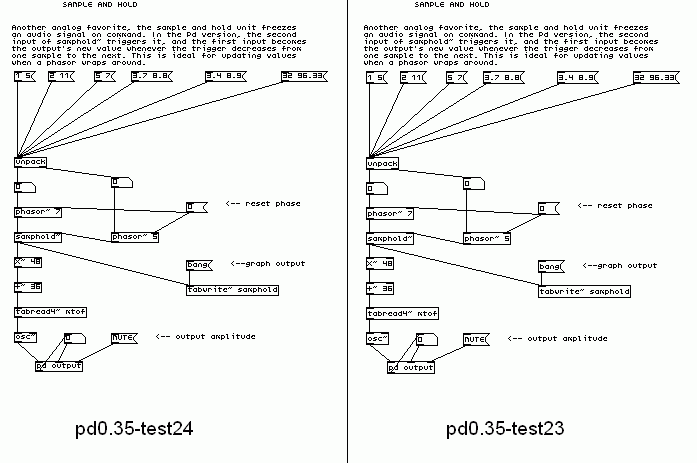 SAMPLE AND HOLD
Another analog favorite, the sample and hold unit freezes
an audio signal on command. In the Pd version, the second
input of samphold~ triggers it, and the first input becomes
the output's new value whenever the trigger decreases from
one sample to the next. This is ideal for updating values
when a phasor wraps around.
1 5
2 11
5 7
3.7 8.8
3.4 8.9
32 96.33
unpack
0
0
phasor~ 7
0
<-- reset phase
samphold~
phasor~ 5
*~ 48
bang
<--graph output
+~ 36
tabwrite~ samphold
tabread4~ mtof
osc~
0
MUTE
<-- output amplitude
pd output
pd0.35-test24
SAMPLE AND HOLD
Another analog favorite, the sample and hold unit freezes
an audio signal on command. In the Pd version, the second
input of samphold~ triggers it, and the first input becomes
the output's new value whenever the trigger decreases from
one sample to the next. This is ideal for updating values
when a phasor wraps around.
1 5
2 11
5 7
3.7 8.8
3.4 8.9
32 96.33
unpack
0
0
phasor~ 7
0
<-- reset phase
samphold~
phasor~ 5
*~ 48
bang
<--graph output
+~ 36
tabwrite~ samphold
tabread4~ mtof
osc~
0
MUTE
<-- output amplitude
pd output
pd0.35-test23